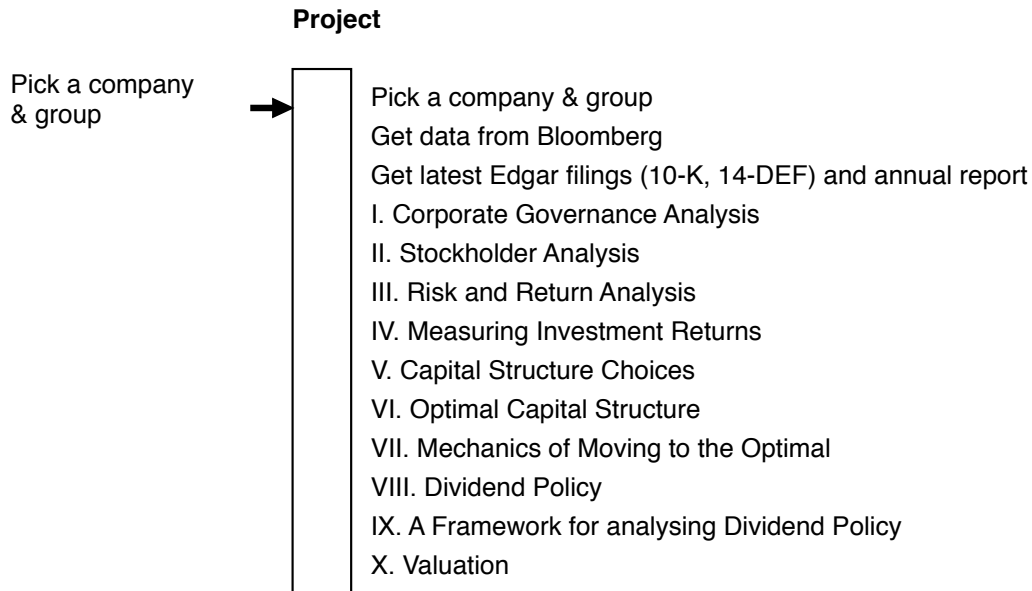 Project
Pick a company
& group
Pick a company & group
Get data from Bloomberg
Get latest Edgar filings (10-K, 14-DEF) and annual report
I. Corporate Governance Analysis
II. Stockholder Analysis
III. Risk and Return Analysis
IV. Measuring Investment Returns
V. Capital Structure Choices
VI. Optimal Capital Structure
VII. Mechanics of Moving to the Optimal
VIII. Dividend Policy
IX. A Framework for analysing Dividend Policy
X. Valuation